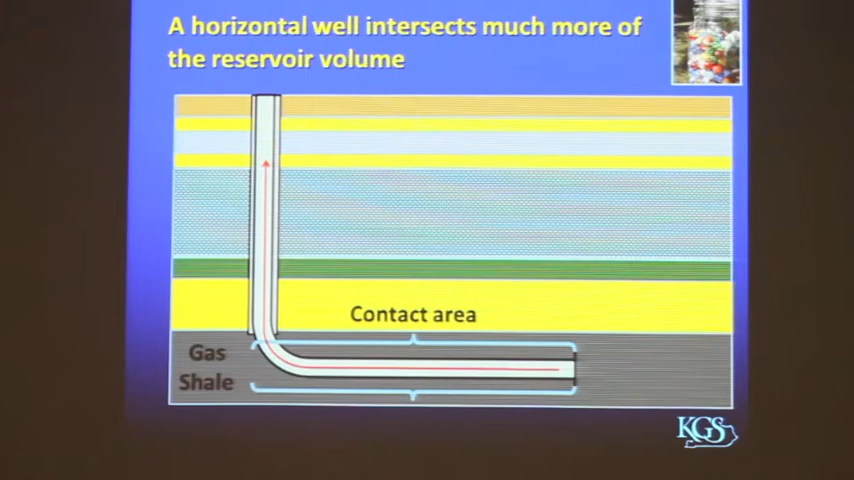 A horizontal well intersects much more of
the reservoir volume
Contact area
Gas
Shale
KGS